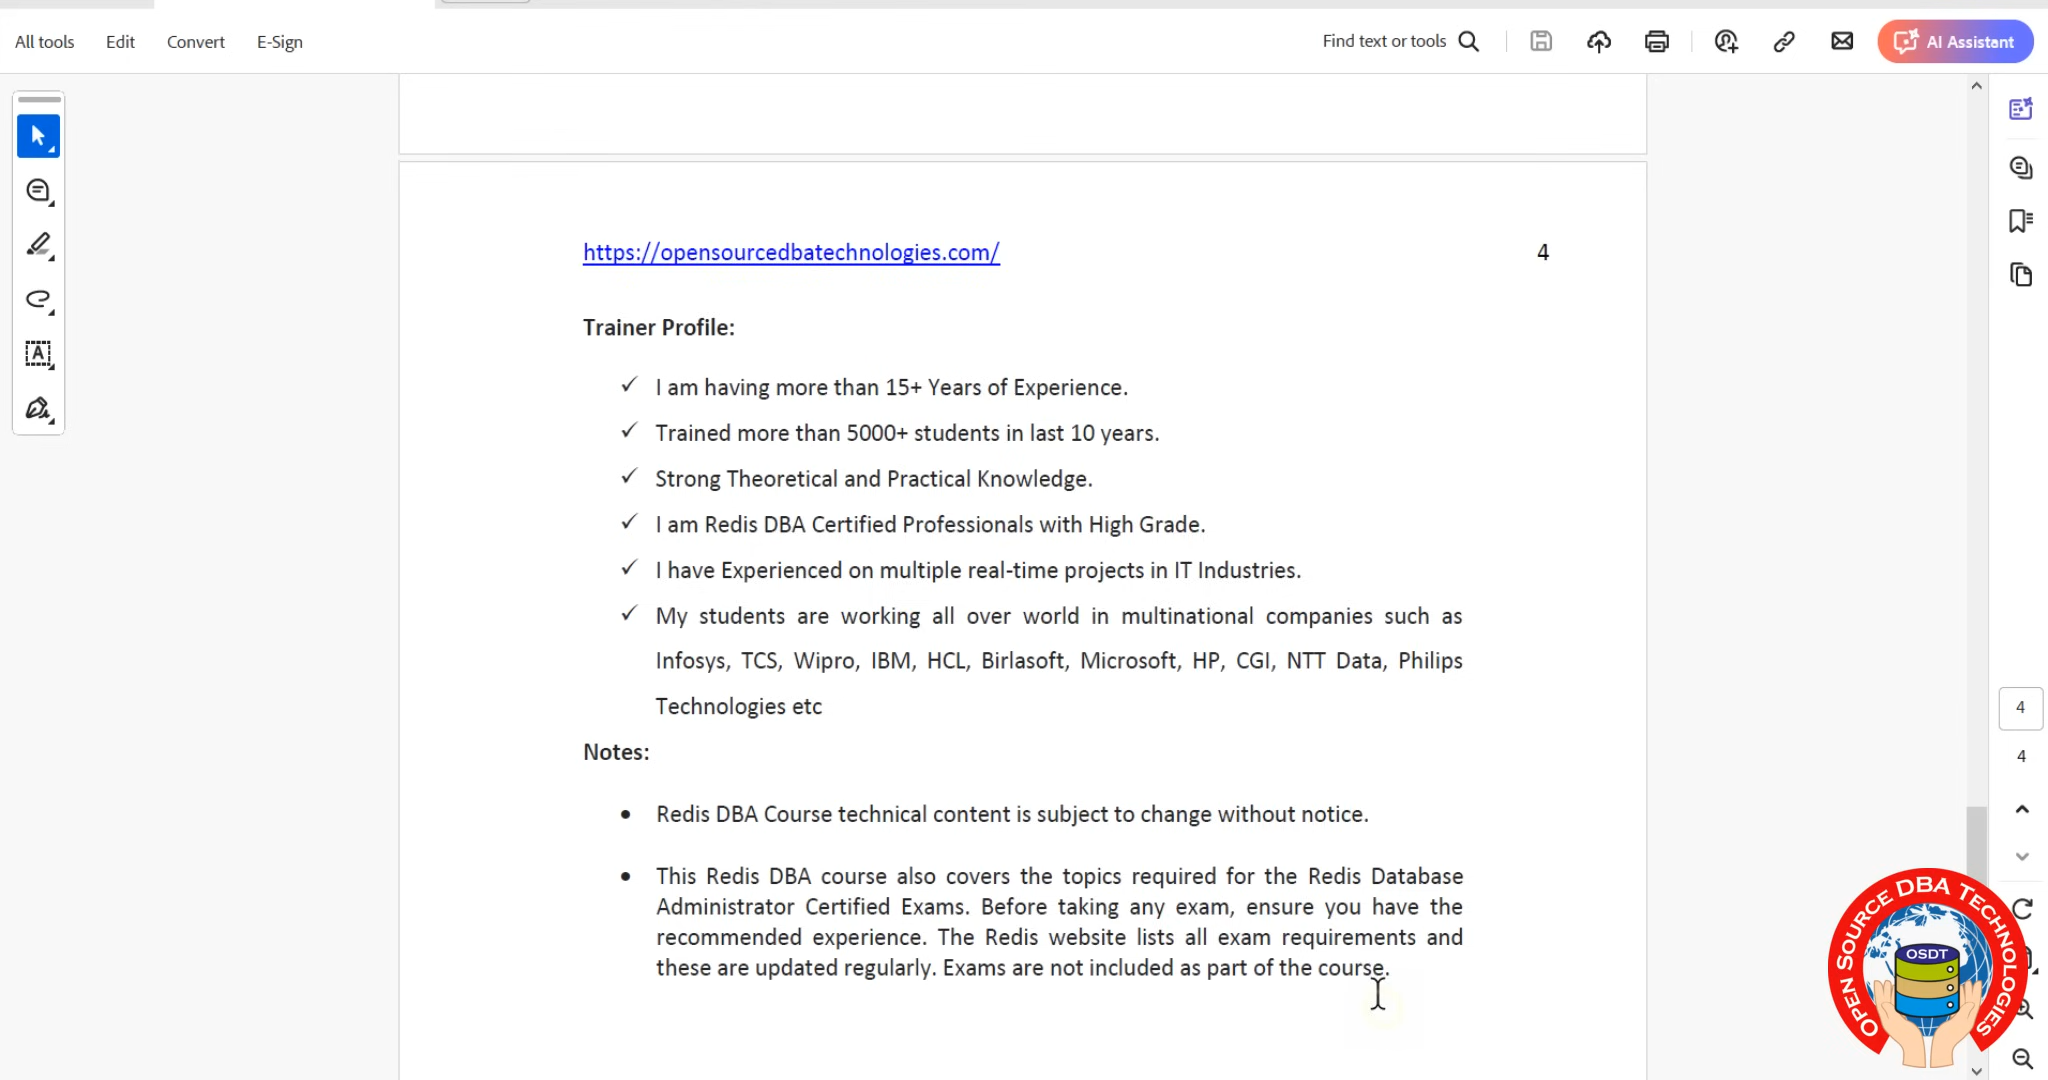 All tools Edit Convert E-Sign Find text or tools AI Assistant
https://opensourcedbatechnologies.com/ 4
Trainer Profile:
✓ I am having more than 15+ Years of Experience.
✓ Trained more than 5000+ students in last 10 years.
✓ Strong Theoretical and Practical Knowledge.
✓ I am Redis DBA Certified Professionals with High Grade.
✓ I have Experienced on multiple real-time projects in IT Industries.
✓ My students are working all over world in multinational companies such as
Infosys, TCS, Wipro, IBM, HCL, Birlasoft, Microsoft, HP, CGI, NTT Data, Philips
Technologies etc
Notes:
• Redis DBA Course technical content is subject to change without notice.
• This Redis DBA course also covers the topics required for the Redis Database
Administrator Certified Exams. Before taking any exam, ensure you have the
recommended experience. The Redis website lists all exam requirements and
these are updated regularly. Exams are not included as part of the course.
4
4
OPEN SOURCE DBA TECHNOLOGIES
OSDT